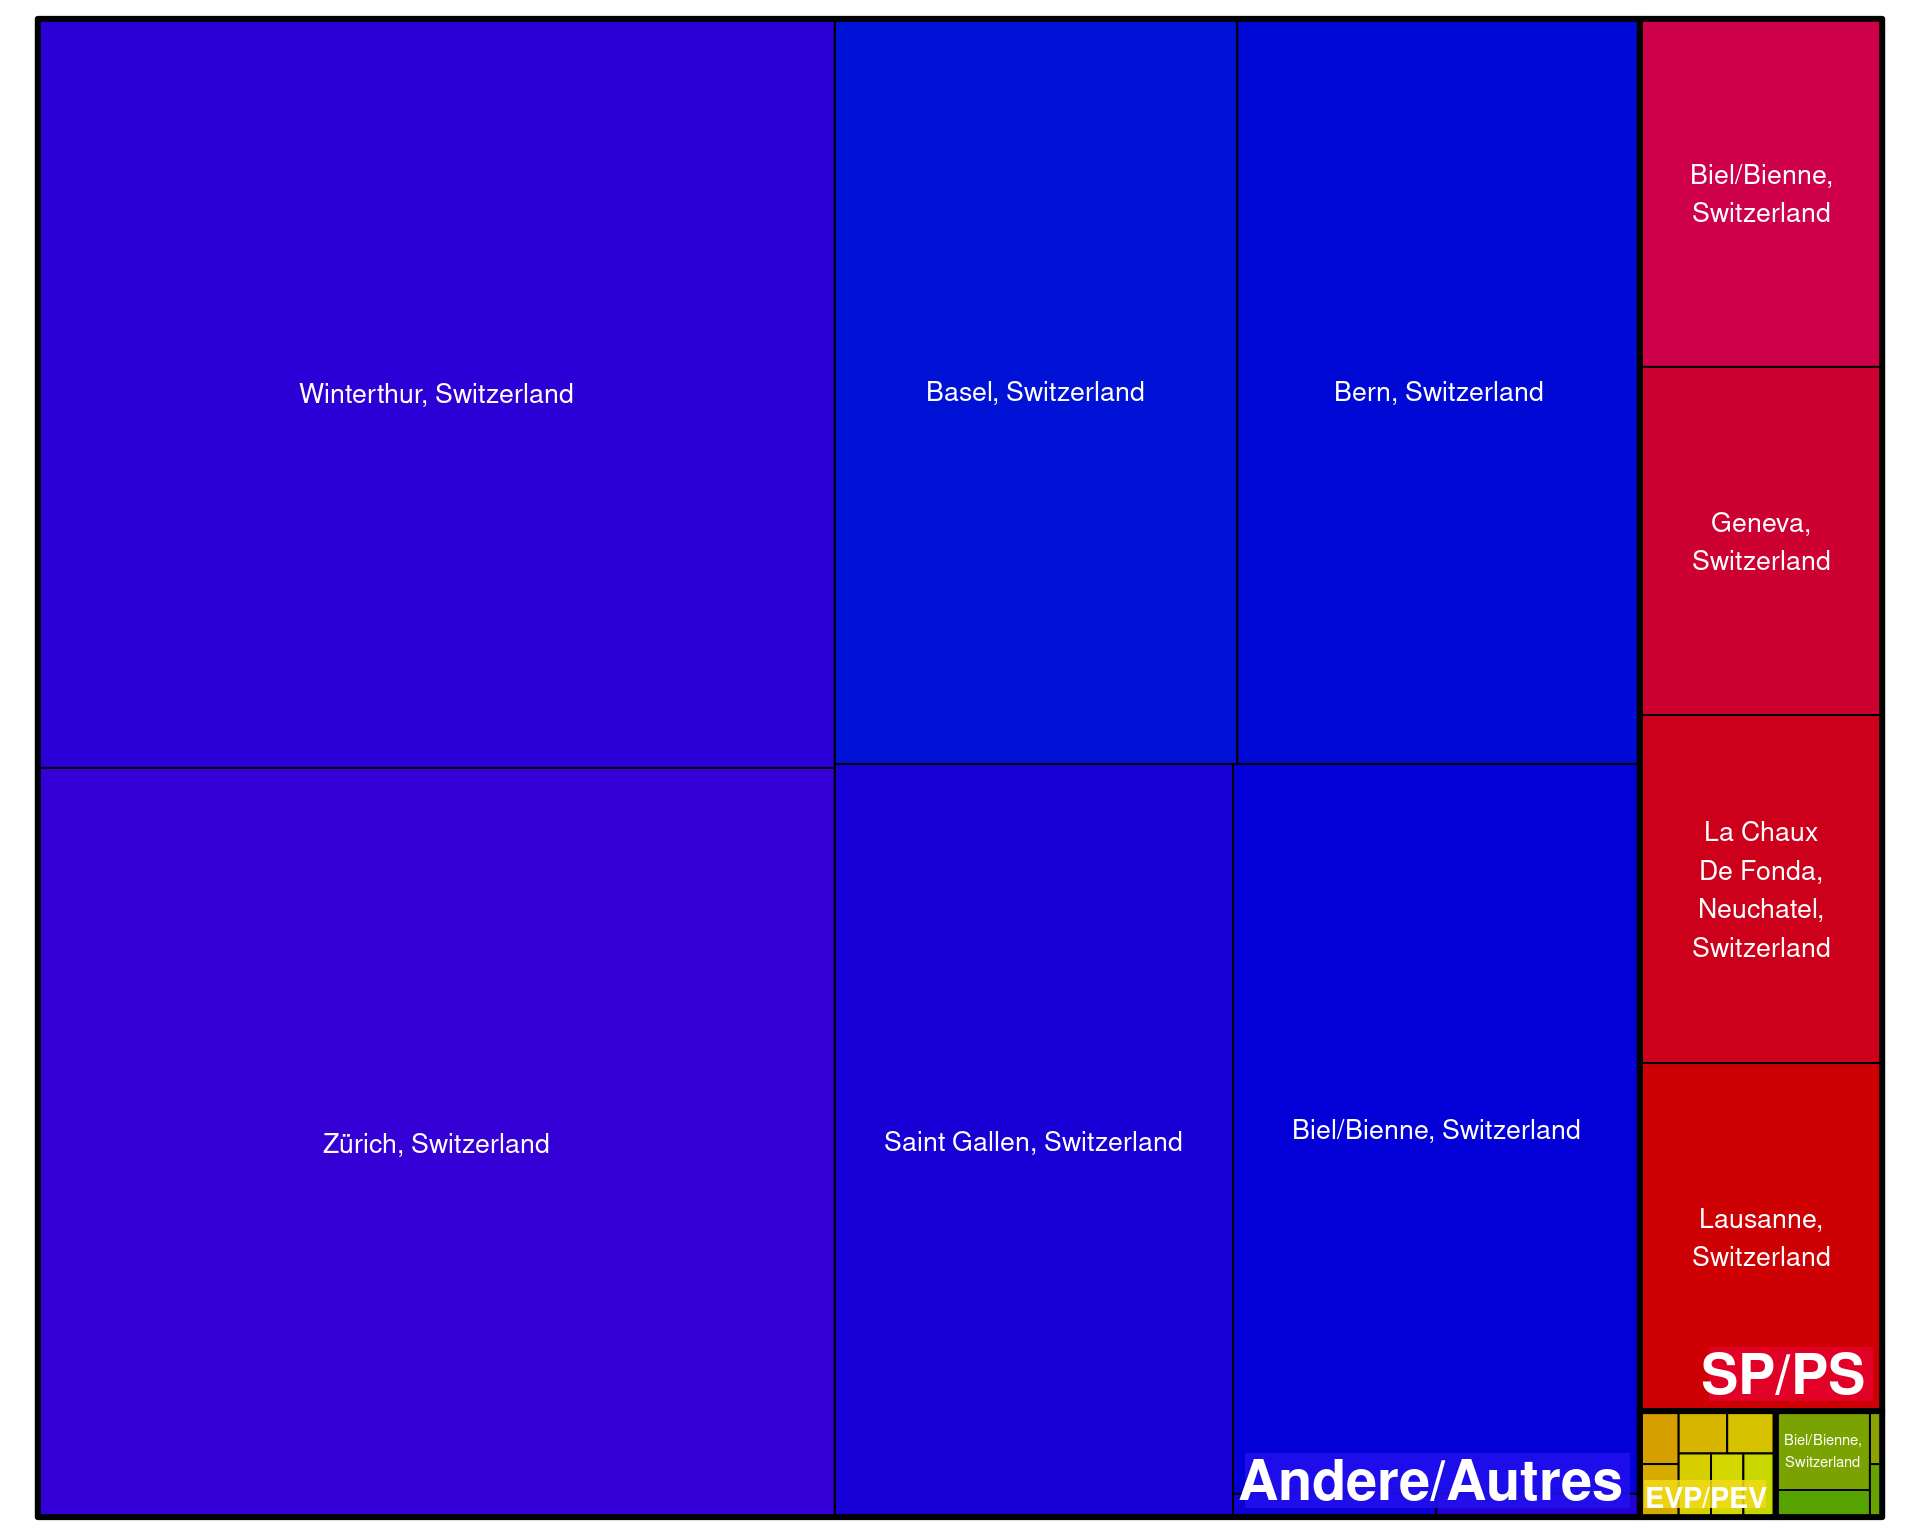 Winterthur, Switzerland
Zürich, Switzerland
Basel, Switzerland
Bern, Switzerland
Saint Gallen, Switzerland
Biel/Bienne, Switzerland
Andere/Autres
Biel/Bienne,
Switzerland
Geneva,
Switzerland
La Chaux
De Fonda,
Neuchatel,
Switzerland
Lausanne,
Switzerland
SP/PS
EVP/PEV
Biel/Bienne,
Switzerland